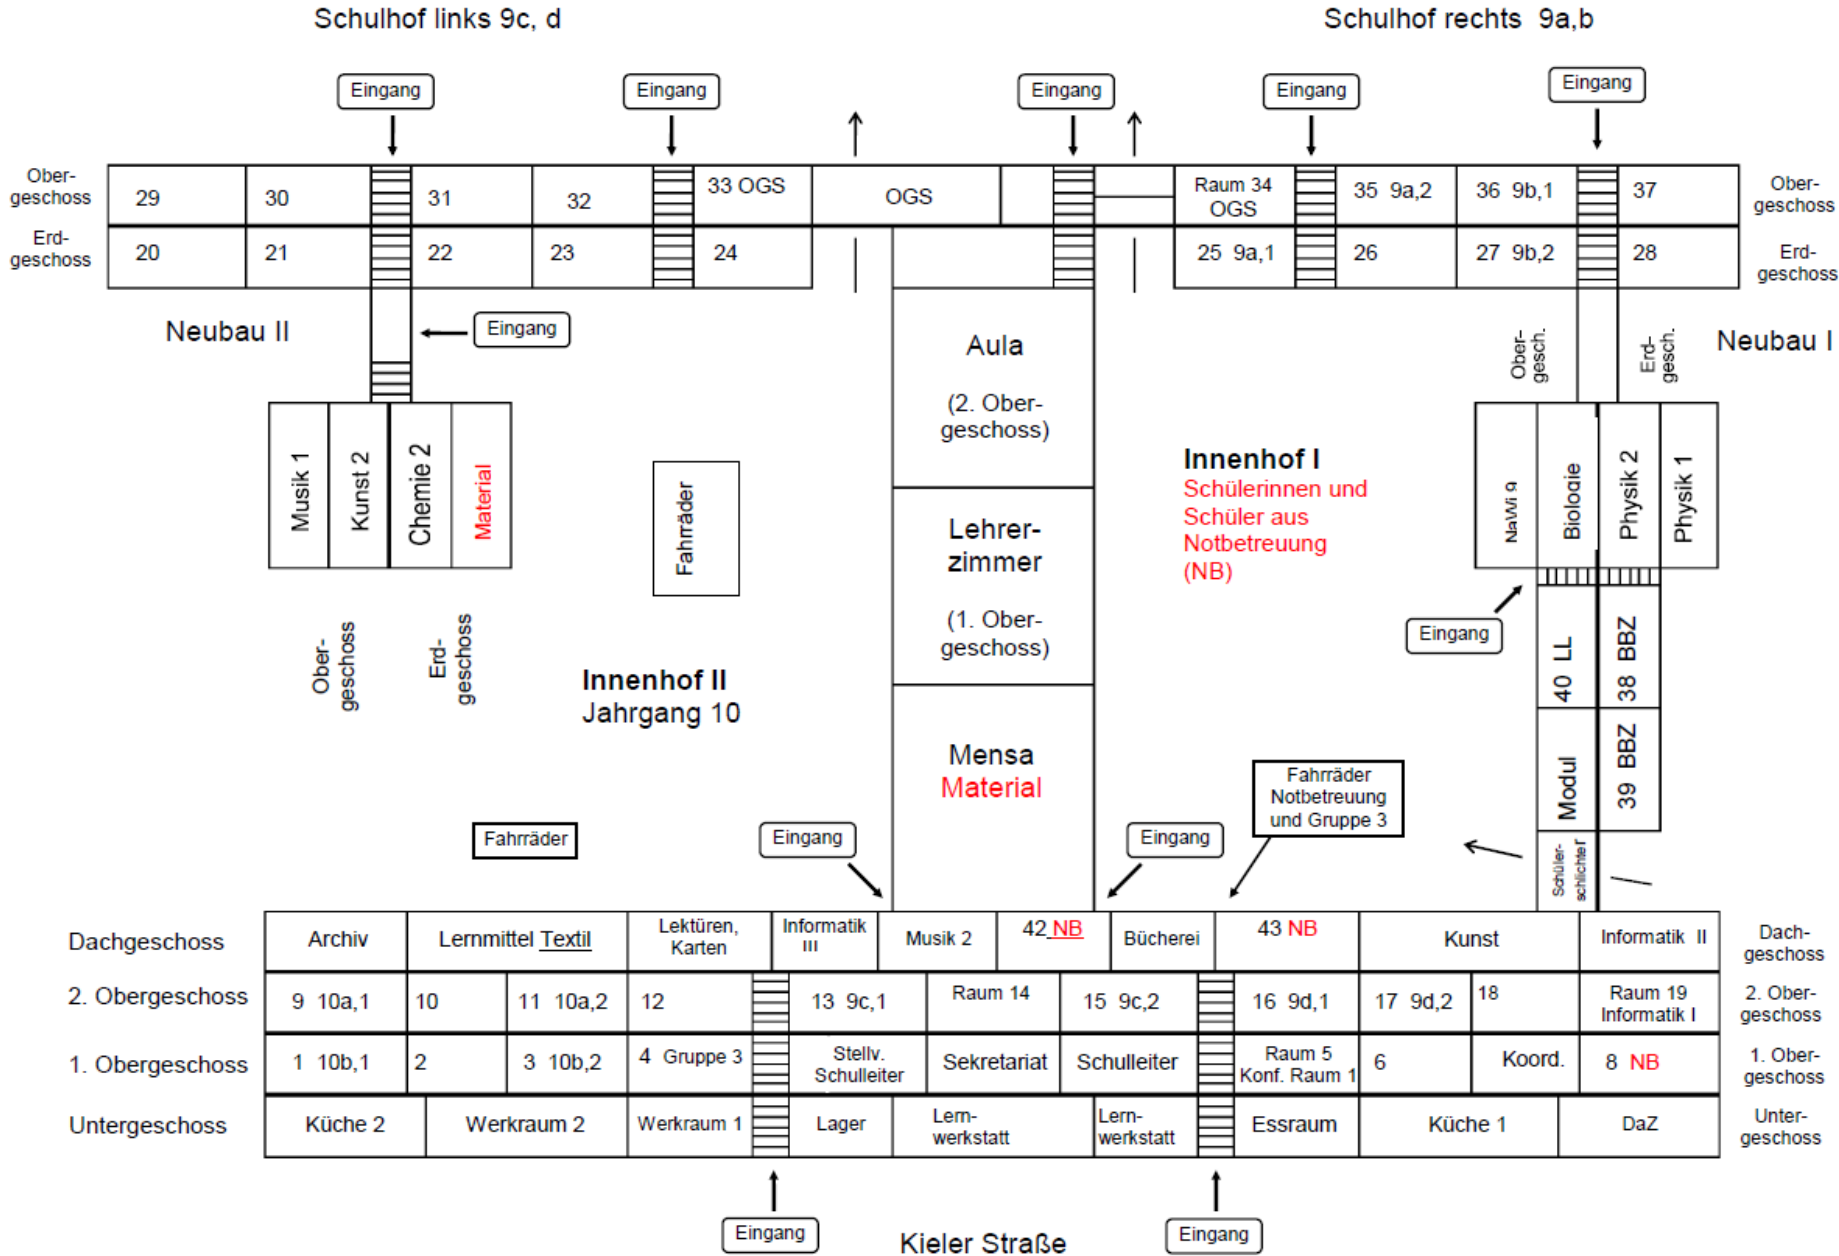 Schulhof links 9c, d
Schulhof rechts 9a,b
Eingang
Eingang
Eingang
Eingang
Eingang
Ober-
geschoss
29
30
31
32
33 OGS
OGS
Raum 34
OGS
35 9a,2
36 9b,1
37
Ober-
geschoss
Erd-
geschoss
20
21
22
23
24
25 9a,1
26
27 9b,2
28
Erd-
geschoss
Neubau II
Eingang
Aula
(2. Ober-
geschoss)
Ober-
gesch.
Erd-
gesch.
Neubau I
Musik 1
Kunst 2
Chemie 2
Material
Fahrräder
Lehrer-
zimmer
(1. Ober-
geschoss)
Innenhof I
Schülerinnen und
Schüler aus
Notbetreuung
(NB)
NaWi 9
Biologie
Physik 2
Physik 1
Eingang
Ober-
geschoss
Erd-
geschoss
Innenhof II
Jahrgang 10
40 LL
38 BBZ
Modul
39 BBZ
Schüler-
schlichter
Mensa
Material
Fahrräder
Notbetreuung
und Gruppe 3
Fahrräder
Eingang
Eingang
Dachgeschoss
Archiv
Lernmittel Textil
Lektüren,
Karten
Informatik
III
Musik 2
42 NB
Bücherei
43 NB
Kunst
Informatik II
Dach-
geschoss
2. Obergeschoss
9 10a,1
10
11 10a,2
12
13 9c,1
Raum 14
15 9c,2
16 9d,1
17 9d,2
18
Raum 19
Informatik I
2. Ober-
geschoss
1. Obergeschoss
1 10b,1
2
3 10b,2
4 Gruppe 3
Stellv.
Schulleiter
Sekretariat
Schulleiter
Raum 5
Konf. Raum 1
6
Koord.
8 NB
1. Ober-
geschoss
Untergeschoss
Küche 2
Werkraum 2
Werkraum 1
Lager
Lern-
werkstatt
Lern-
werkstatt
Essraum
Küche 1
DaZ
Unter-
geschoss
Eingang
Eingang
Kieler Straße